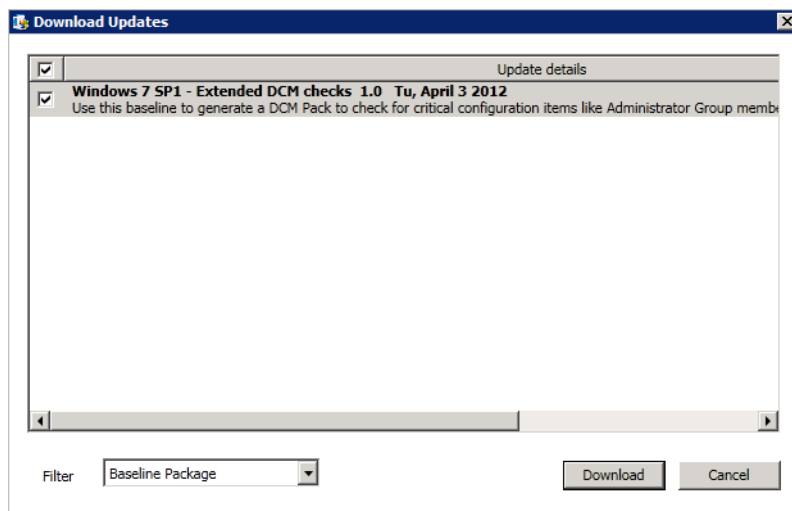 Download Updates
Update details
Windows 7 SP1 - Extended DCM checks 1.0 Tu, April 3 2012
Use this baseline to generate a DCM Pack to check for critical configuration items like Administrator Group
Filter
Baseline Package
Download
Cancel